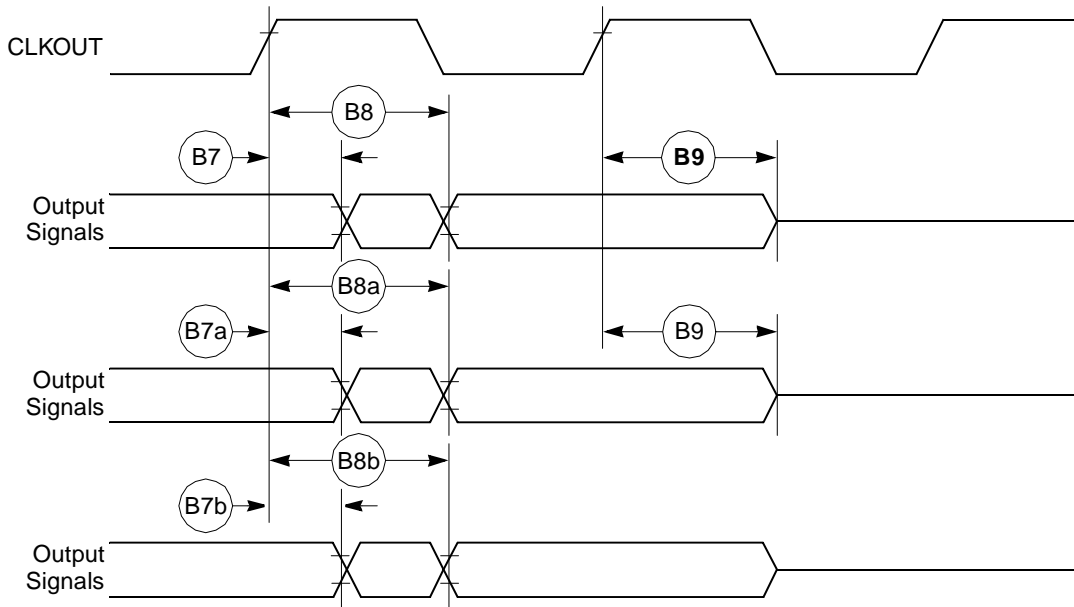 CLKOUT
B8
B7
B9
Output
Signals
B8a
B7a
B9
Output
Signals
B8b
B7b
Output
Signals